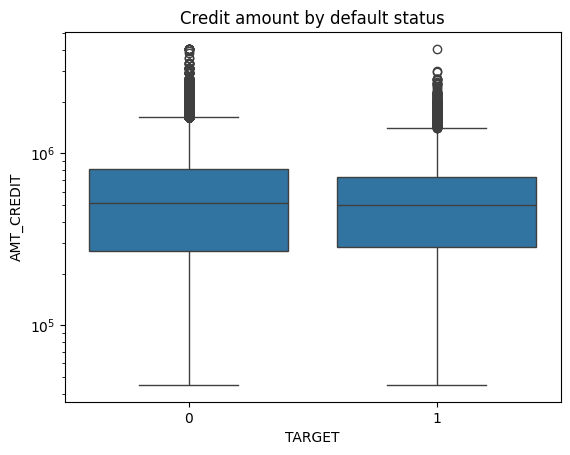 Credit amount by default status
AMT_CREDIT
10^6
10^5
0 1
TARGET